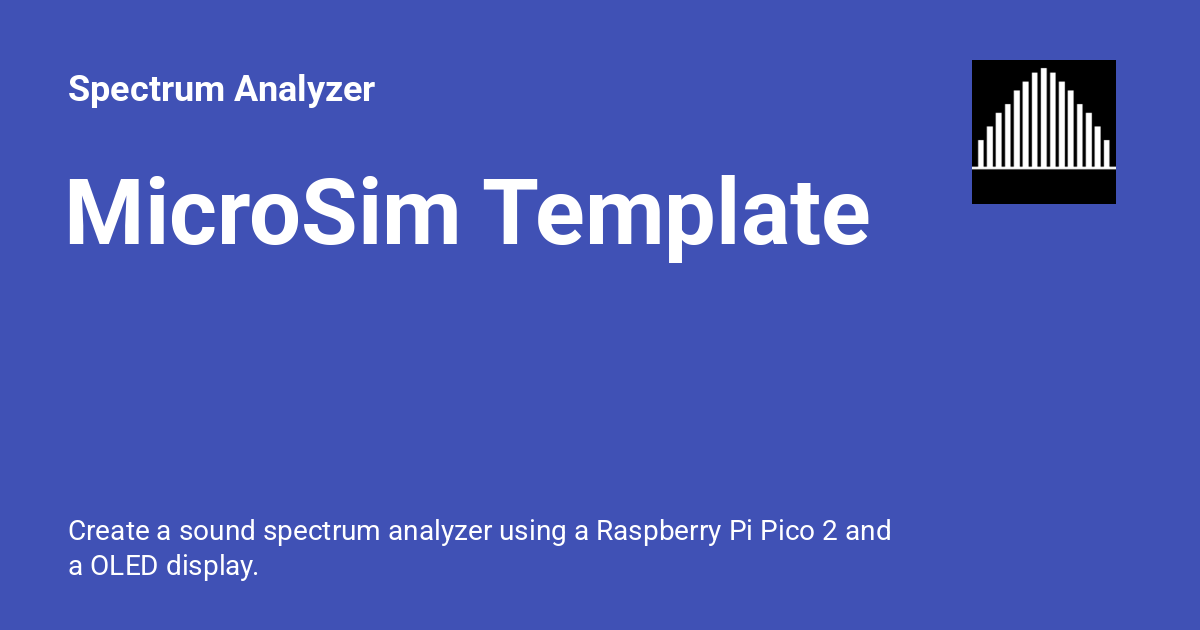 Spectrum Analyzer
MicroSim Template
Create a sound spectrum analyzer using a Raspberry Pi Pico 2 and
a OLED display.